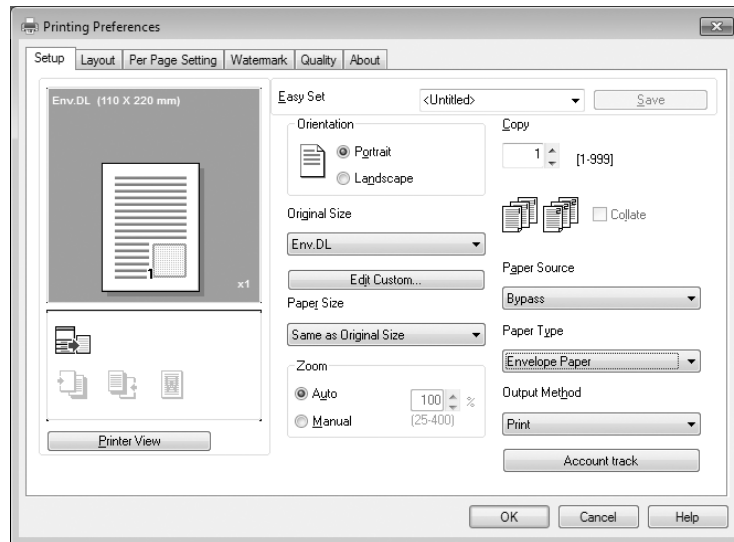 Printing Preferences
Setup Layout Per Page Setting Watermark Quality About
Env.DL (110 X 220 mm)
1
x1
Printer View
Easy Set <Untitled> Save
Orientation
Portrait
Landscape
Original Size
Env.DL
Edit Custom...
Paper Size
Same as Original Size
Zoom
Auto
Manual
100 %
(25-400)
Copy
1 [1-999]
Collate
Paper Source
Bypass
Paper Type
Envelope Paper
Output Method
Print
Account track
OK Cancel Help